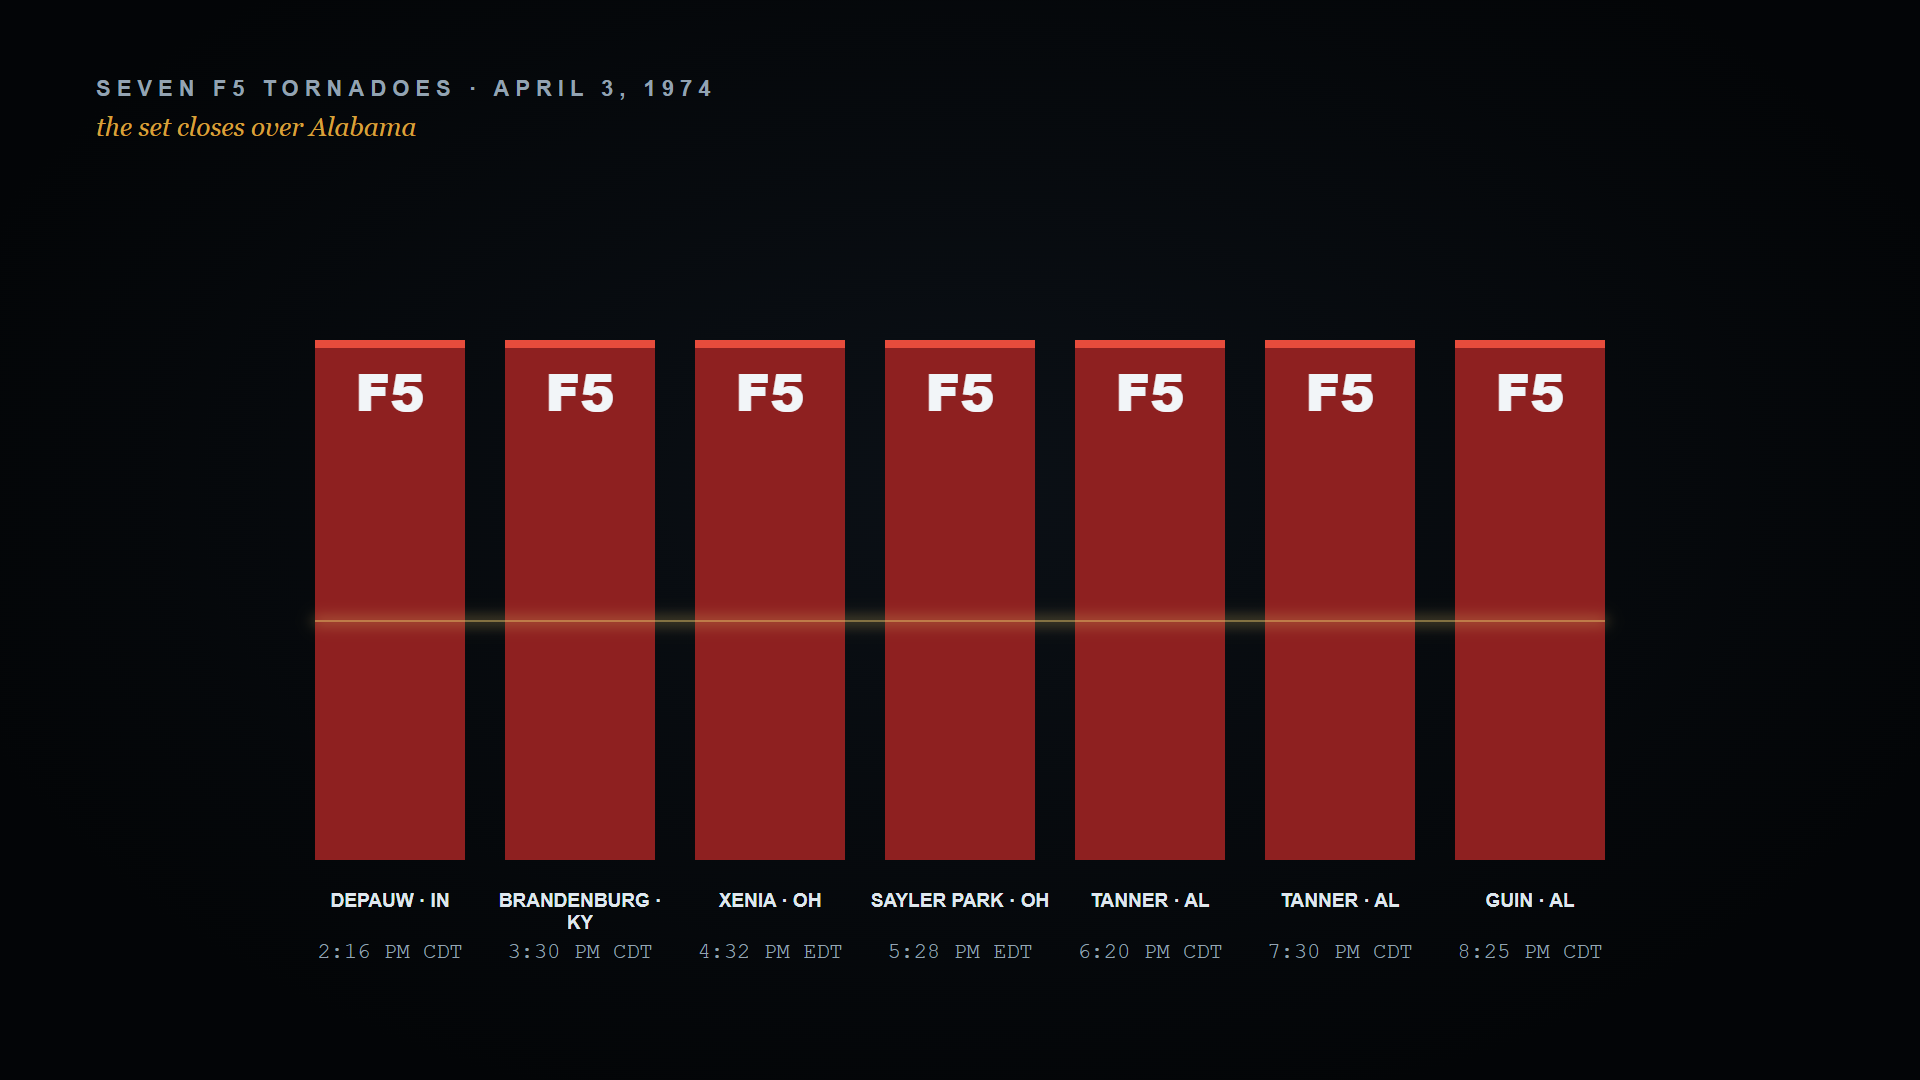 SEVEN F5 TORNADOES · APRIL 3, 1974
the set closes over Alabama
F5 F5 F5 F5 F5 F5 F5
DEPAUW · IN BRANDENBURG · KY XENIA · OH SAYLER PARK · OH TANNER · AL TANNER · AL GUIN · AL
2:16 PM CDT 3:30 PM CDT 4:32 PM EDT 5:28 PM EDT 6:20 PM CDT 7:30 PM CDT 8:25 PM CDT